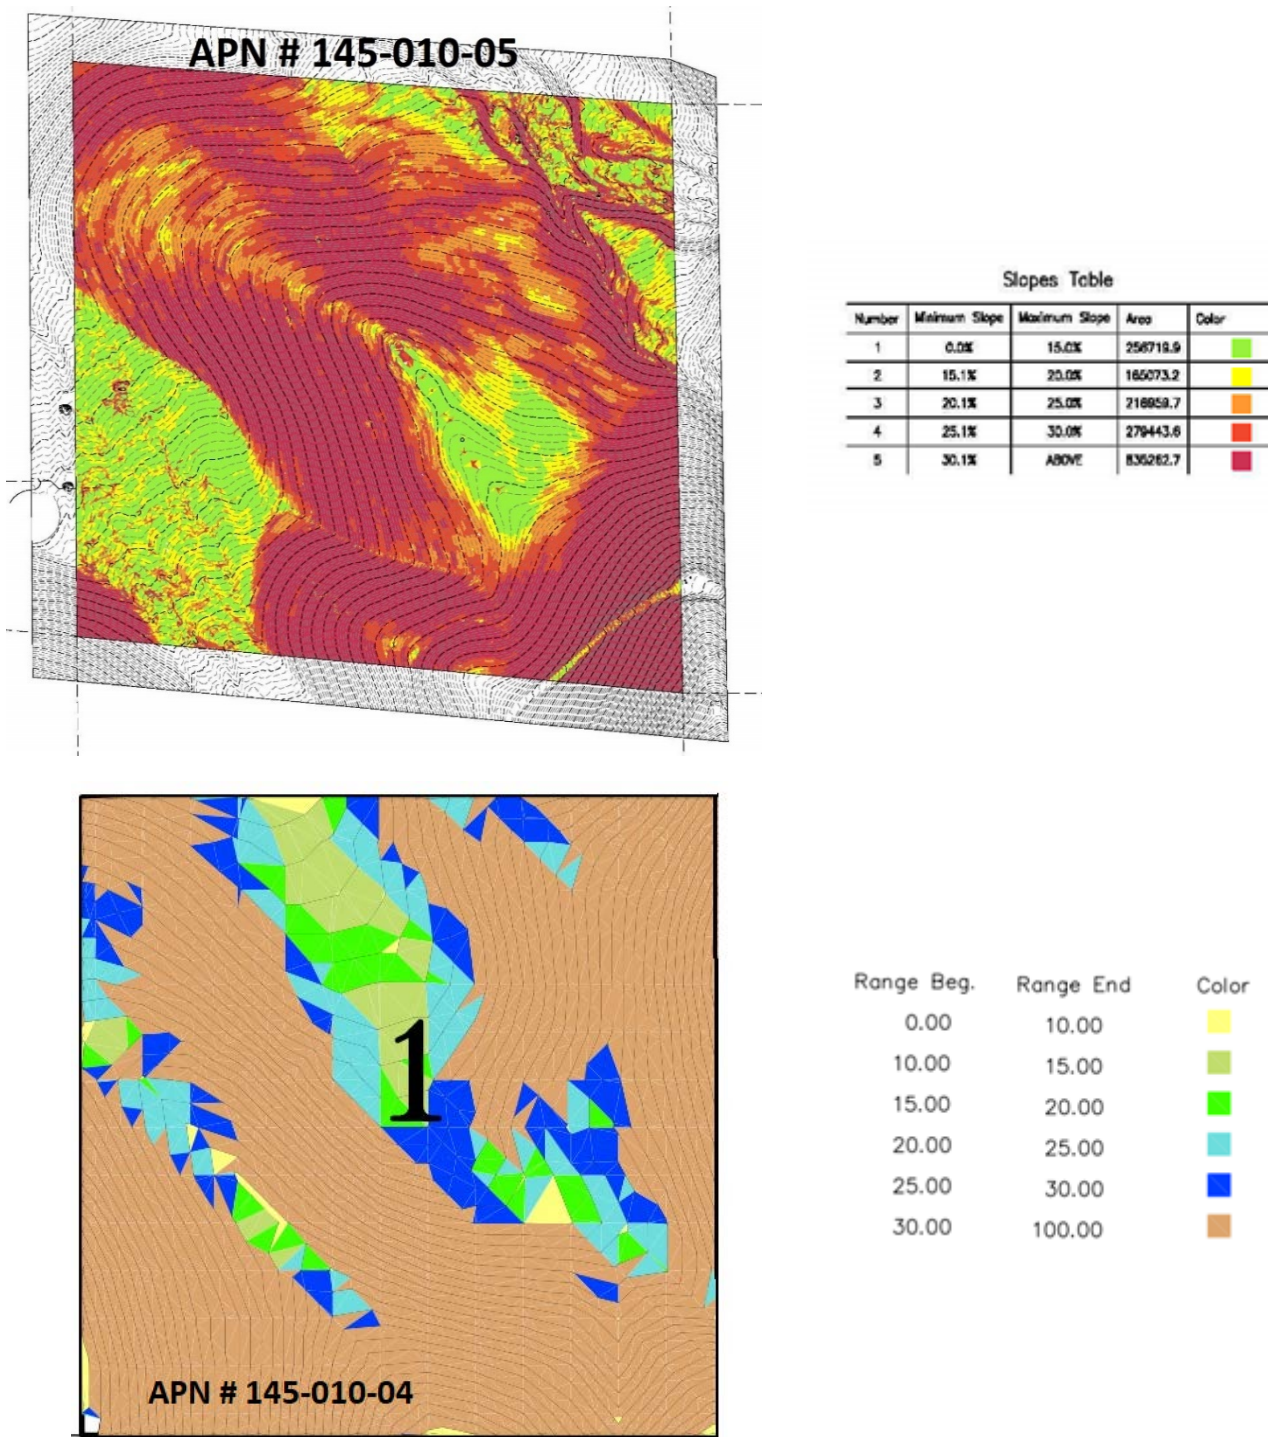 APN # 145-010-05
Slopes Table
Number Minimum Slope Maximum Slope Area Color
1 0.0% 15.0% 256719.9
2 15.1% 20.0% 165073.2
3 20.1% 25.0% 216959.7
4 25.1% 30.0% 279443.6
5 30.1% ABOVE
Range Beg. Range End Color
0.00 10.00
10.00 15.00
15.00 20.00
20.00 25.00
25.00 30.00
30.00 100.00
1
APN # 145-010-04